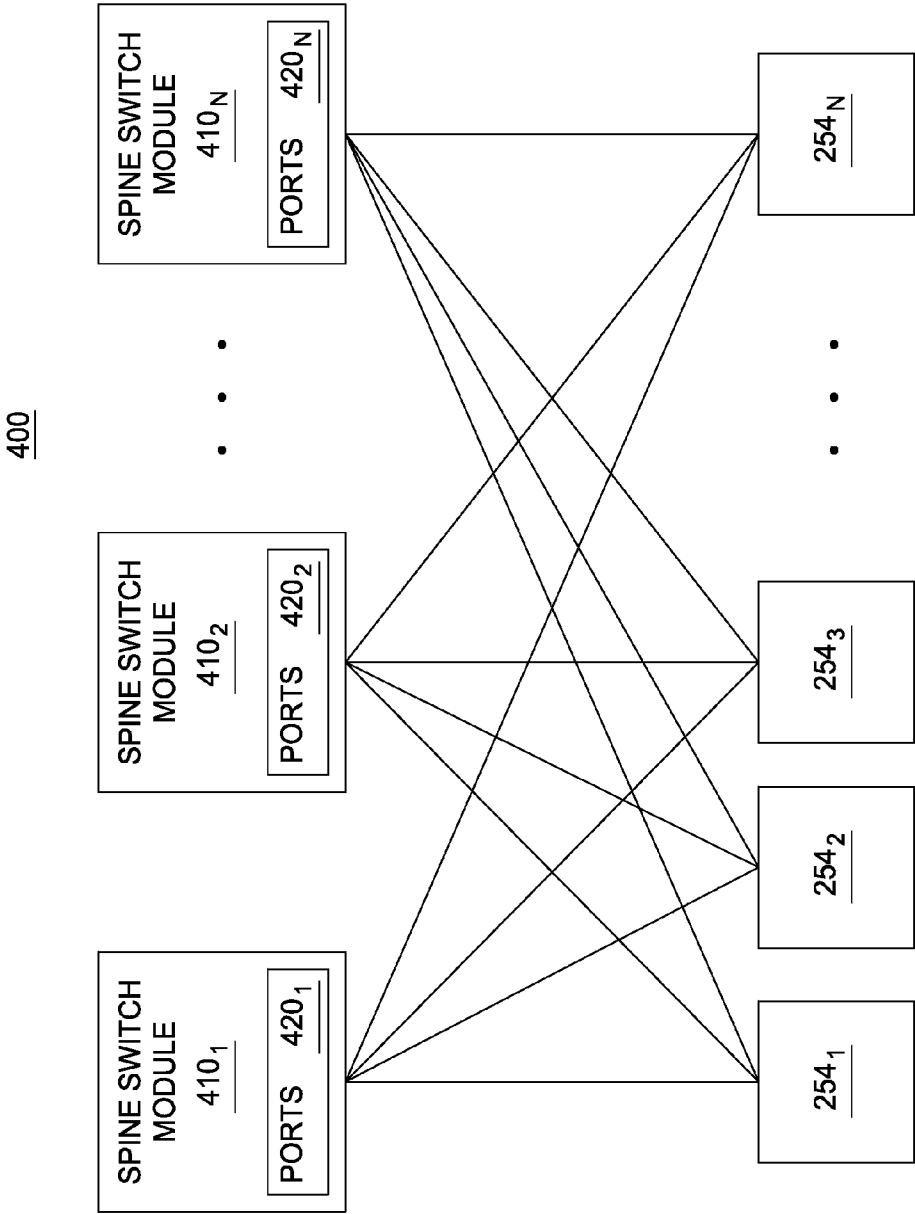 400
SPINE SWITCH
MODULE
410₁
PORTS 420₁
SPINE SWITCH
MODULE
410₂
PORTS 420₂
SPINE SWITCH
MODULE
410N
PORTS 420N
254₁
254₂
254₃
254N